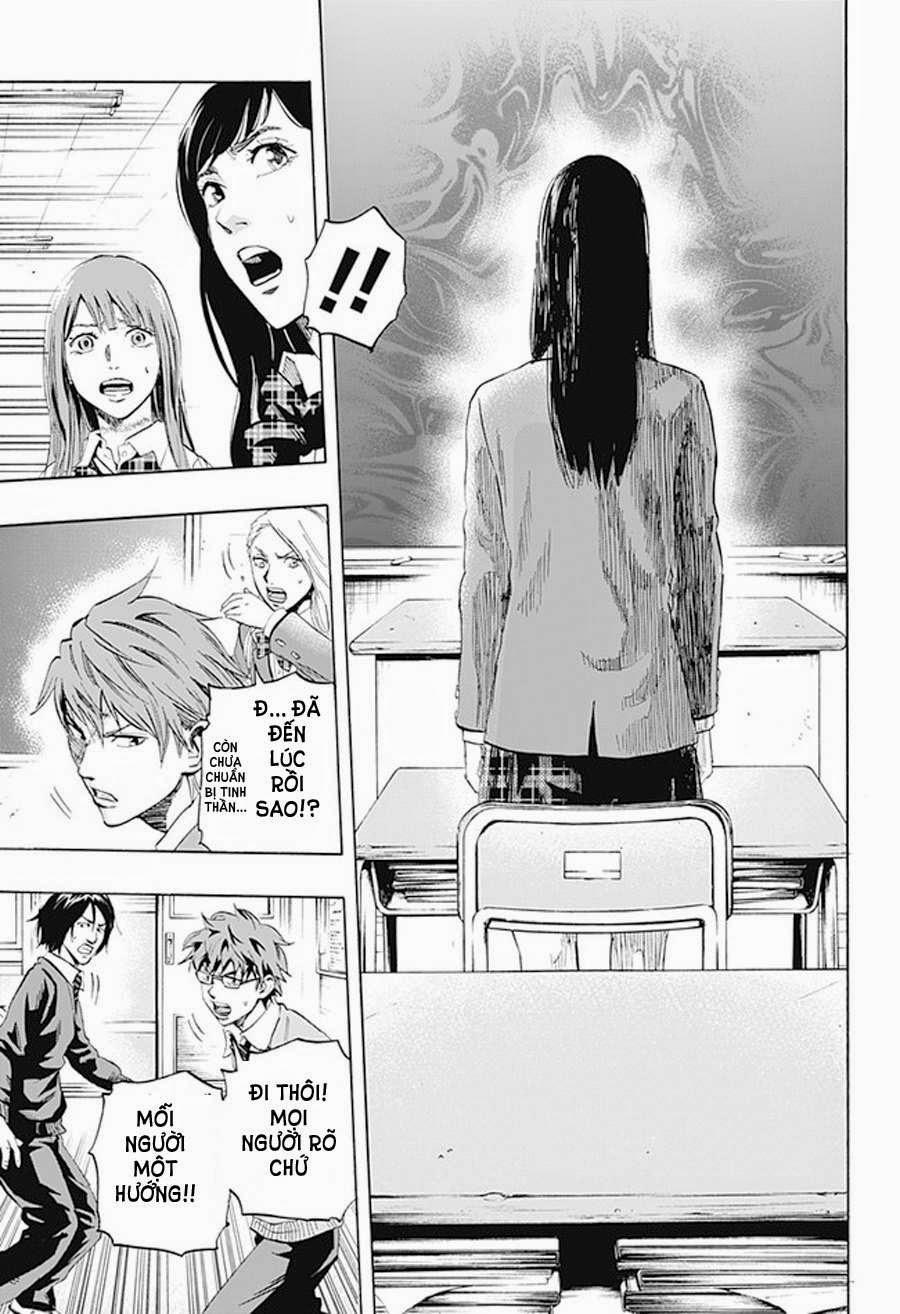 !!
Đ... ĐÃ
ĐẾN
LÚC
RỒI
SAO!?
CÒN
CHƯA
CHUẨN
BỊ TINH
THẦN...
ĐI THÔI!
MỌI
NGƯỜI RÕ
CHỨ
MỖI
NGƯỜI
MỘT
HƯỚNG!!